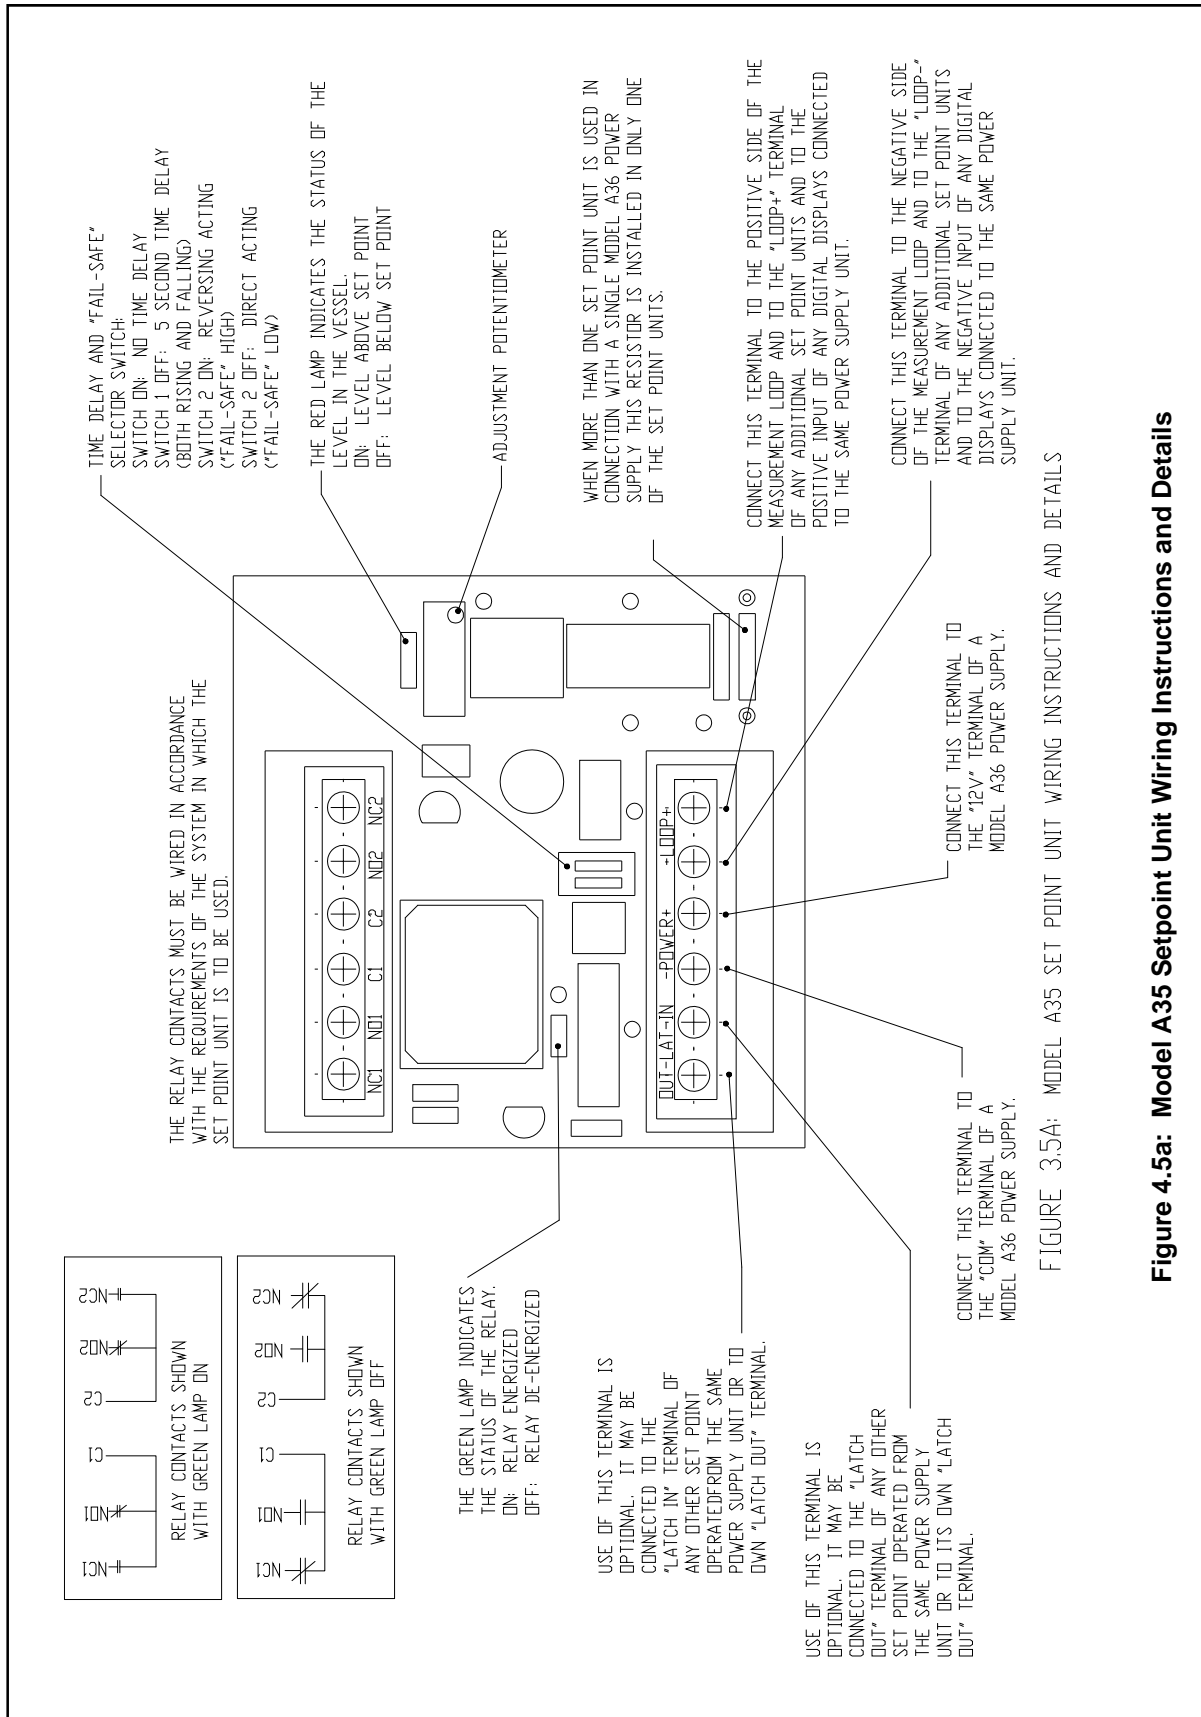 NC1
NO1
C1
C2
NO2
NC2
RELAY CONTACTS SHOWN
WITH GREEN LAMP ON
NC1
NO1
C1
C2
NO2
NC2
RELAY CONTACTS SHOWN
WITH GREEN LAMP OFF
THE RELAY CONTACTS MUST BE WIRED IN ACCORDANCE
WITH THE REQUIREMENTS OF THE SYSTEM IN WHICH THE
SET POINT UNIT IS TO BE USED.
TIME DELAY AND "FAIL-SAFE"
SELECTOR SWITCH:
SWITCH ON: NO TIME DELAY
SWITCH 1 OFF: 5 SECOND TIME DELAY
(BOTH RISING AND FALLING)
SWITCH 2 ON: REVERSING ACTING
("FAIL-SAFE" HIGH)
SWITCH 2 OFF: DIRECT ACTING
("FAIL-SAFE" LOW)
THE RED LAMP INDICATES THE STATUS OF THE
LEVEL IN THE VESSEL.
ON: LEVEL ABOVE SET POINT
OFF: LEVEL BELOW SET POINT
ADJUSTMENT POTENTIOMETER
WHEN MORE THAN ONE SET POINT UNIT IS USED IN
CONNECTION WITH A SINGLE MODEL A36 POWER
SUPPLY THIS RESISTOR IS INSTALLED IN ONLY ONE
OF THE SET POINT UNITS.
CONNECT THIS TERMINAL TO THE POSITIVE SIDE OF THE
MEASUREMENT LOOP AND TO THE "LOOP+" TERMINAL
OF ANY ADDITIONAL SET POINT UNITS AND TO THE
POSITIVE INPUT OF ANY DIGITAL DISPLAYS CONNECTED
TO THE SAME POWER SUPPLY UNIT.
CONNECT THIS TERMINAL TO THE NEGATIVE SIDE
OF THE MEASUREMENT LOOP AND TO THE "LOOP-"
TERMINAL OF ANY ADDITIONAL SET POINT UNITS
AND TO THE NEGATIVE INPUT OF ANY DIGITAL
DISPLAYS CONNECTED TO THE SAME POWER
SUPPLY UNIT.
NC1 NO1 C1 C2 NO2 NC2
OUT-LAT-IN -POWER+ +LOOP+
THE GREEN LAMP INDICATES
THE STATUS OF THE RELAY.
ON: RELAY ENERGIZED
OFF: RELAY DE-ENERGIZED
USE OF THIS TERMINAL IS
OPTIONAL. IT MAY BE
CONNECTED TO THE
"LATCH IN" TERMINAL OF
ANY OTHER SET POINT
OPERATEDFROM THE SAME
POWER SUPPLY UNIT OR TO
OWN "LATCH OUT" TERMINAL.
USE OF THIS TERMINAL IS
OPTIONAL. IT MAY BE
CONNECTED TO THE "LATCH
OUT" TERMINAL OF ANY OTHER
SET POINT OPERATED FROM
THE SAME POWER SUPPLY
UNIT OR TO ITS OWN "LATCH
OUT" TERMINAL.
CONNECT THIS TERMINAL TO
THE "COM" TERMINAL OF A
MODEL A36 POWER SUPPLY.
CONNECT THIS TERMINAL TO
THE "12V" TERMINAL OF A
MODEL A36 POWER SUPPLY.
FIGURE 3.5A: MODEL A35 SET POINT UNIT WIRING INSTRUCTIONS AND DETAILS
Figure 4.5a: Model A35 Setpoint Unit Wiring Instructions and Details